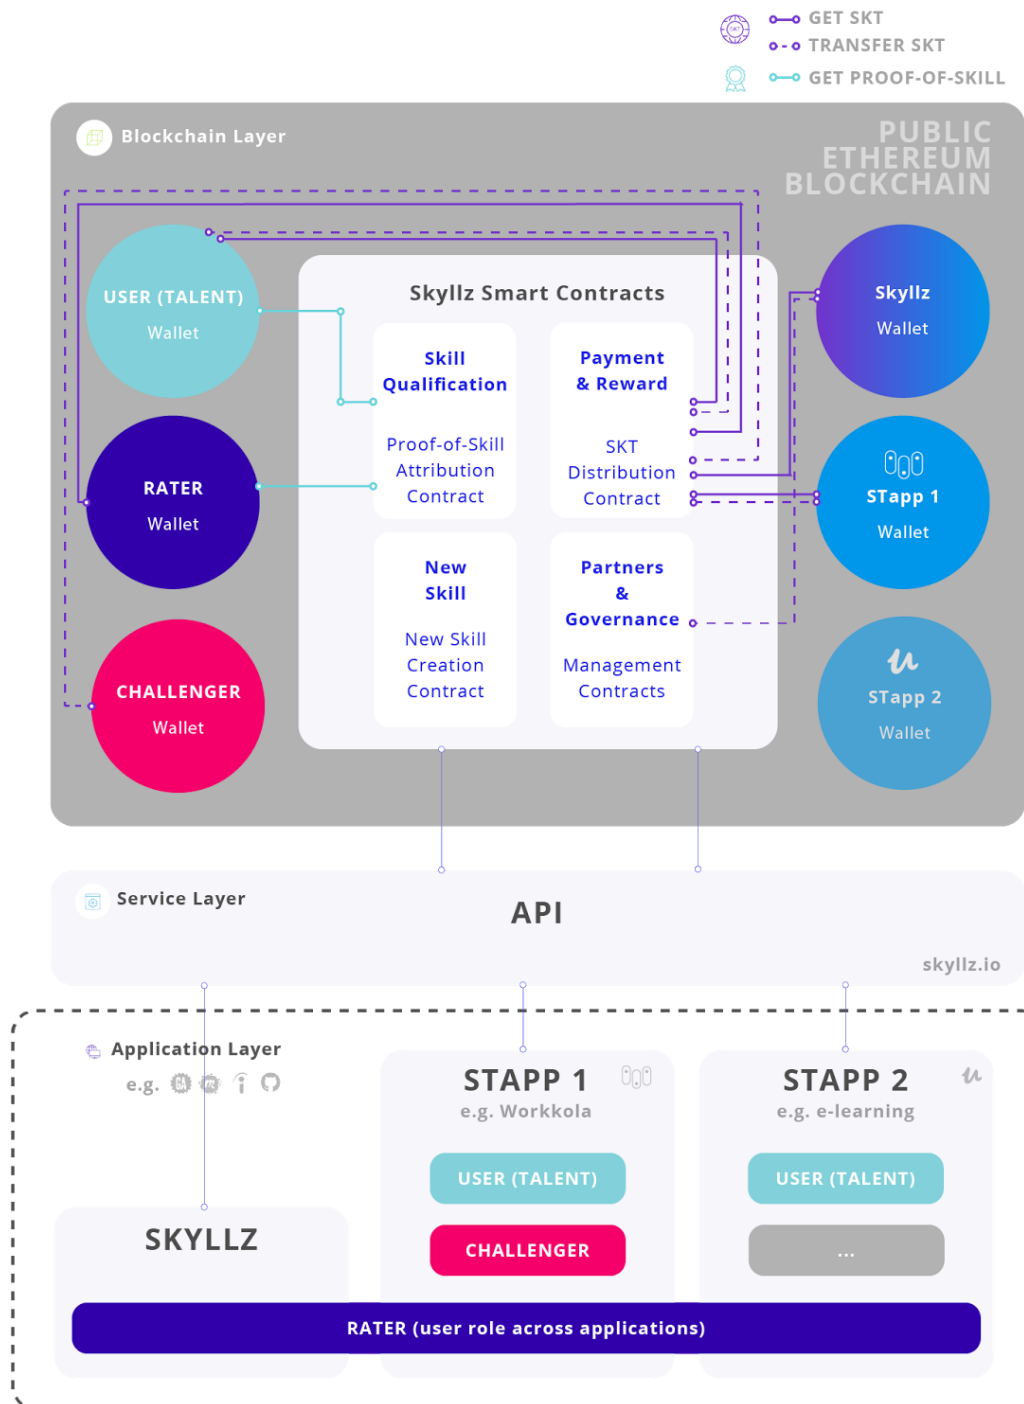 SKT
GET SKT
TRANSFER SKT
GET PROOF-OF-SKILL
Blockchain Layer
PUBLIC
ETHEREUM
BLOCKCHAIN
USER (TALENT)
Wallet
RATER
Wallet
CHALLENGER
Wallet
Skyllz Smart Contracts
Skill
Qualification
Proof-of-Skill
Attribution
Contract
Payment
& Reward
SKT
Distribution
Contract
New
Skill
New Skill
Creation
Contract
Partners
&
Governance
Management
Contracts
Skyllz
Wallet
STapp 1
Wallet
u
STapp 2
Wallet
Service Layer
API
skyllz.io
Application Layer
e.g. GA m i
STAPP 1
e.g. Workkola
USER (TALENT)
CHALLENGER
STAPP 2
u
e.g. e-learning
USER (TALENT)
...
SKYLLZ
RATER (user role across applications)